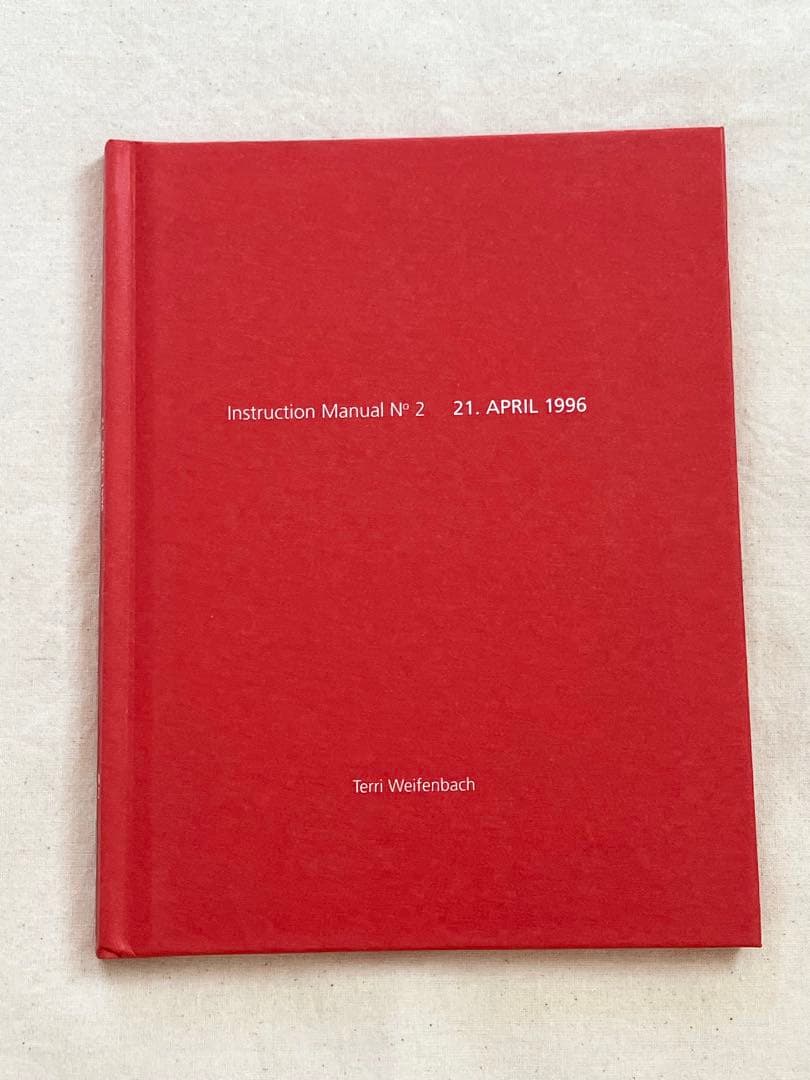 Instruction Manual Nº 2 21. APRIL 1996
Terri Weifenbach